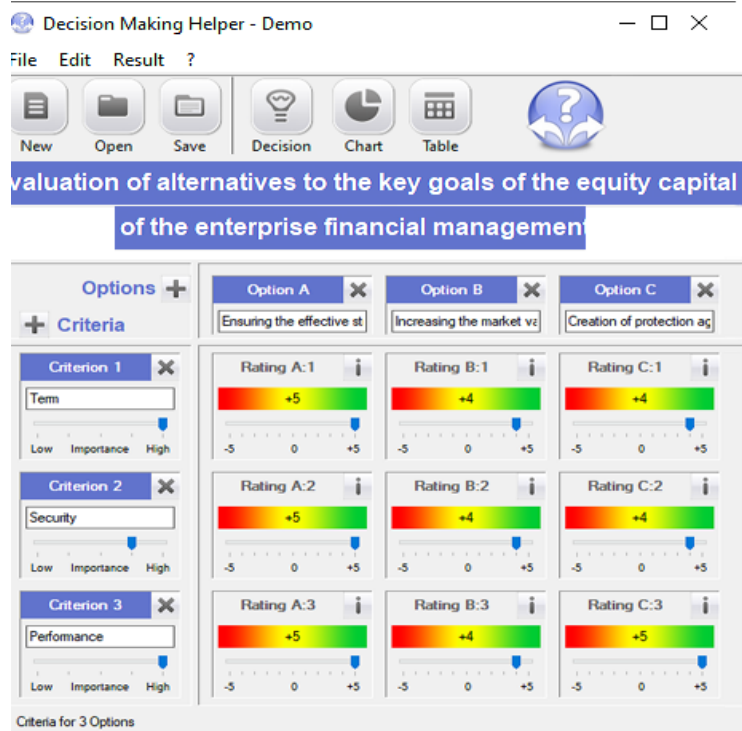 Decision Making Helper - Demo
File Edit Result ?
New Open Save Decision Chart Table
valuation of alternatives to the key goals of the equity capital
of the enterprise financial management
Options
Criteria
Option A Option B Option C
Ensuring the effective st Increasing the market va Creation of protection ag
Criterion 1 Rating A:1 Rating B:1 Rating C:1
Term +5 +4 +4
Low Importance High -5 0 +5 -5 0 +5 -5 0 +5
Criterion 2 Rating A:2 Rating B:2 Rating C:2
Security +5 +4 +4
Low Importance High -5 0 +5 -5 0 +5 -5 0 +5
Criterion 3 Rating A:3 Rating B:3 Rating C:3
Performance +5 +4 +5
Low Importance High -5 0 +5 -5 0 +5 -5 0 +5
Criteria for 3 Options